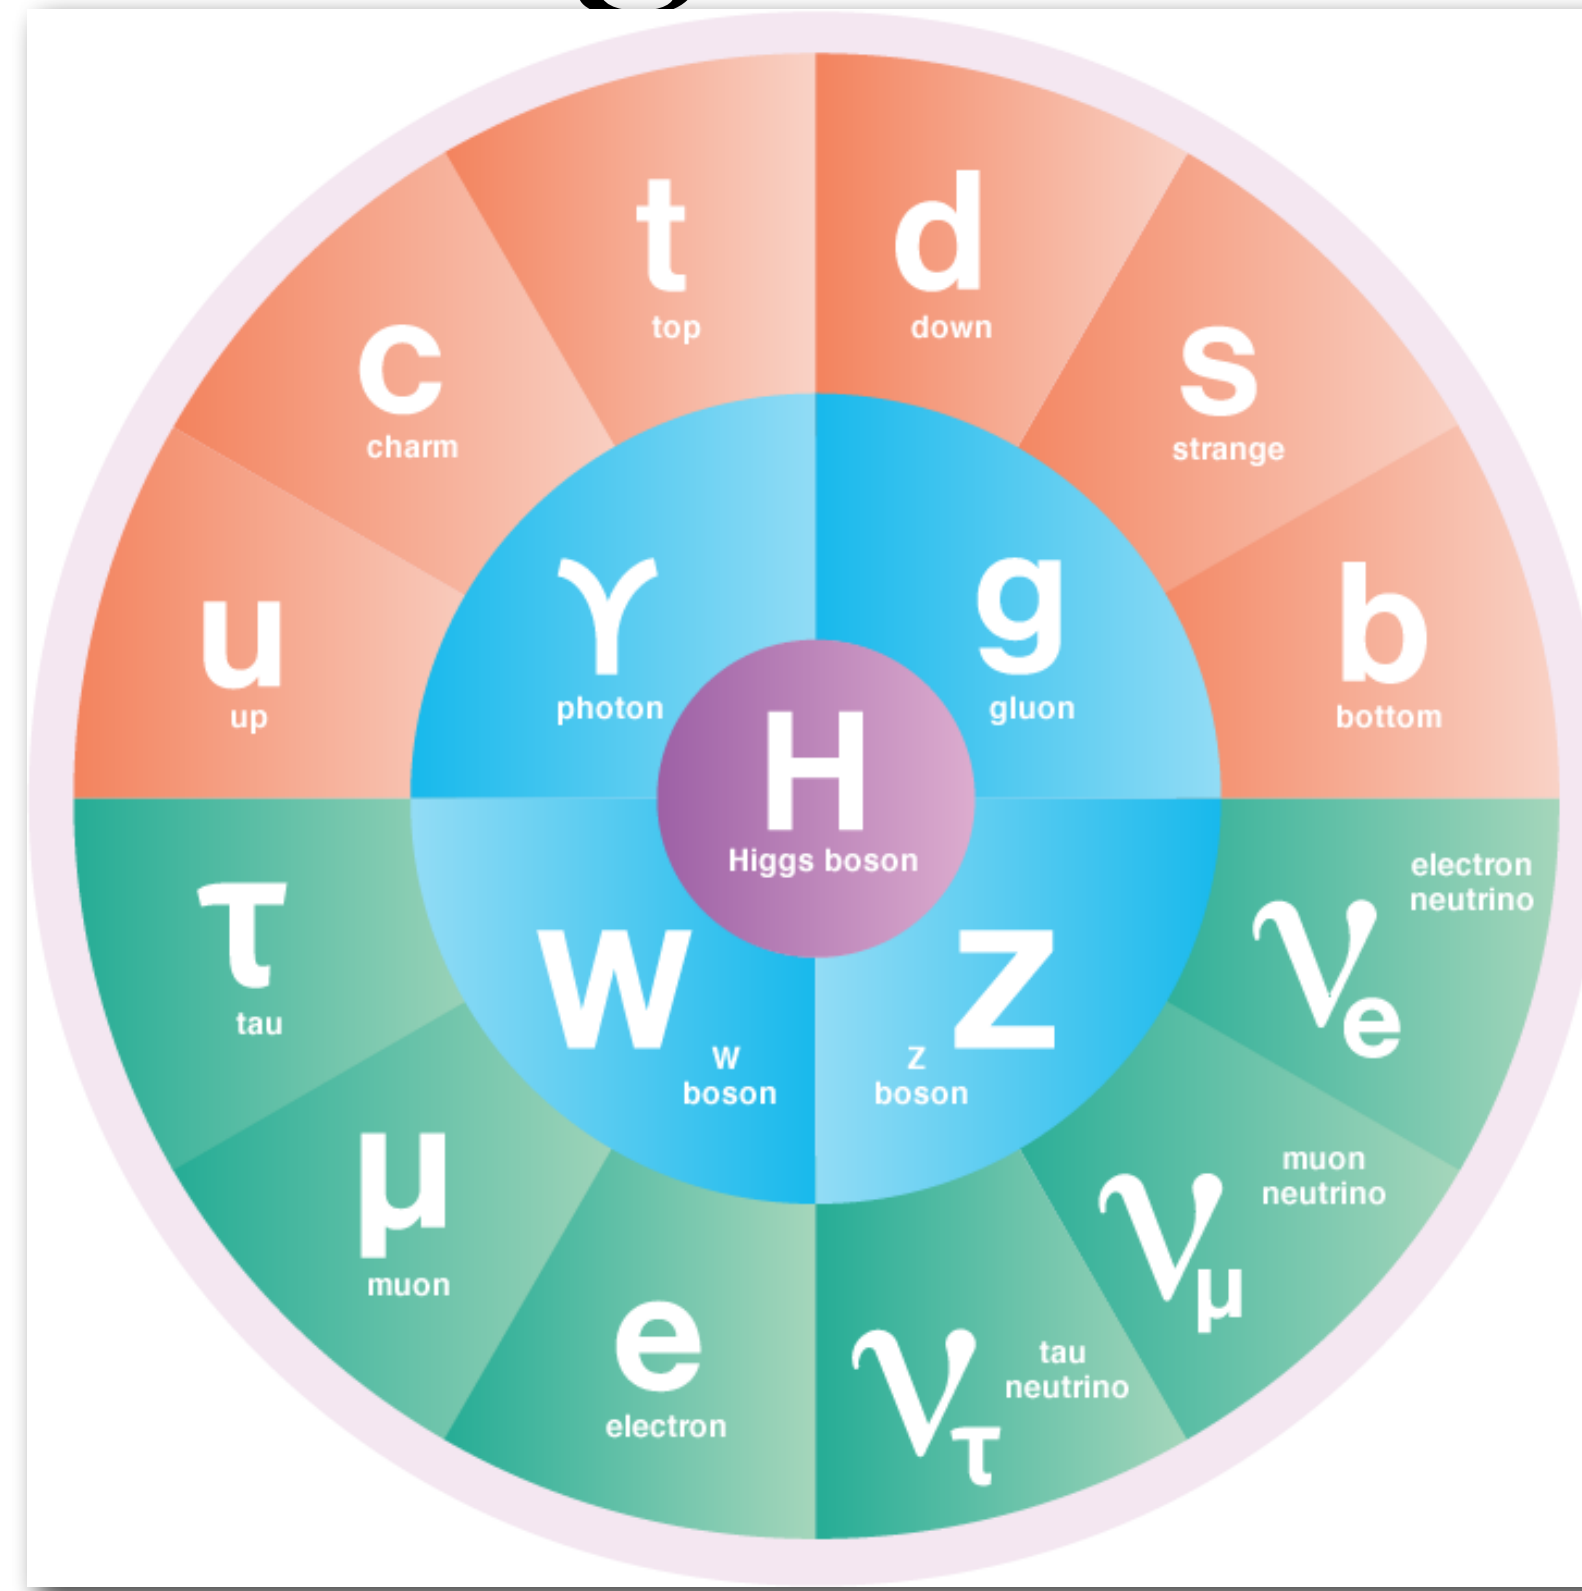 t
top
d
down
c
charm
s
strange
u
up
γ
photon
g
gluon
b
bottom
H
Higgs boson
τ
tau
W
W
boson
Z
Z
boson
electron
neutrino
νe
μ
muon
muon
neutrino
νμ
e
electron
tau
neutrino
ντ